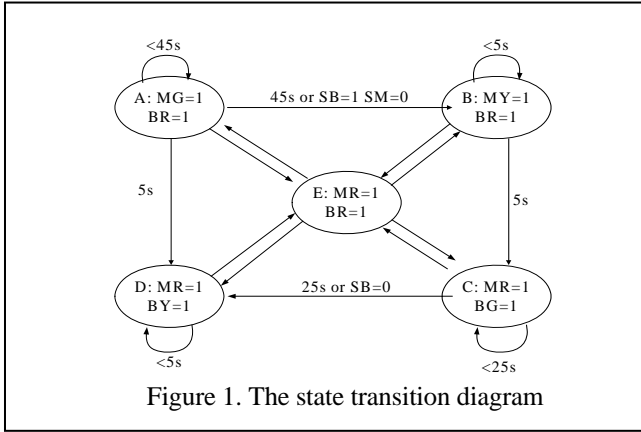 <45s
<5s
A: MG=1
BR=1
45s or SB=1 SM=0
B: MY=1
BR=1
5s
E: MR=1
BR=1
5s
D: MR=1
BY=1
25s or SB=0
C: MR=1
BG=1
<5s
<25s
Figure 1. The state transition diagram